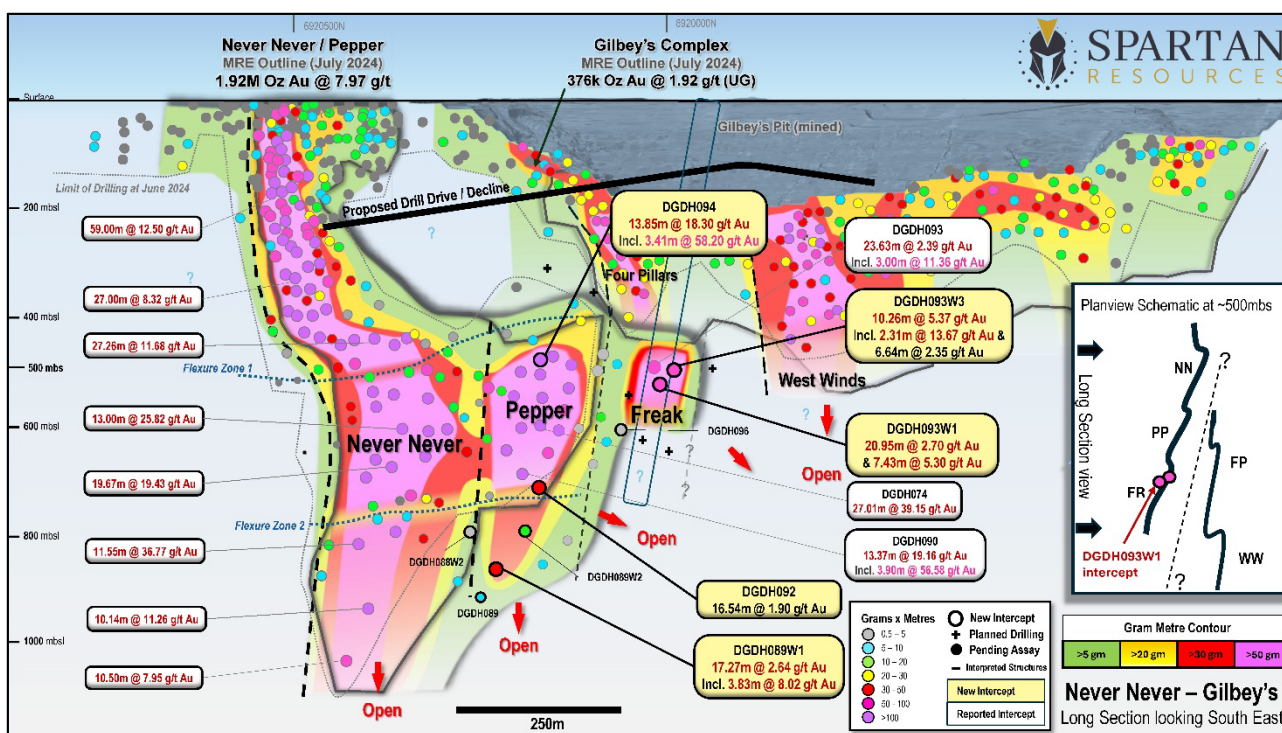 6920500N
6920000N
Never Never / Pepper
MRE Outline (July 2024)
1.92M Oz Au @ 7.97 g/t
Gilbey's Complex
MRE Outline (July 2024)
376k Oz Au @ 1.92 g/t (UG)
SPARTAN
RESOURCES
Surface
Gilbey's Pit (mined)
Limit of Drilling at June 2024
Proposed Drill Drive / Decline
200 mbsl
400 mbsl
500 mbs
600 mbsl
800 mbsl
1000 mbsl
59.00m @ 12.50 g/t Au
27.00m @ 8.32 g/t Au
27.26m @ 11.68 g/t Au
Flexure Zone 1
13.00m @ 25.82 g/t Au
19.67m @ 19.43 g/t Au
Flexure Zone 2
11.55m @ 36.77 g/t Au
10.14m @ 11.26 g/t Au
10.50m @ 7.95 g/t Au
DGDH094
13.85m @ 18.30 g/t Au
Incl. 3.41m @ 58.20 g/t Au
DGDH093
23.63m @ 2.39 g/t Au
Incl. 3.00m @ 11.36 g/t Au
DGDH093W3
10.26m @ 5.37 g/t Au
Incl. 2.31m @ 13.67 g/t Au &
6.64m @ 2.35 g/t Au
DGDH093W1
20.95m @ 2.70 g/t Au
& 7.43m @ 5.30 g/t Au
DGDH074
27.01m @ 39.15 g/t Au
DGDH090
13.37m @ 19.16 g/t Au
Incl. 3.90m @ 56.58 g/t Au
DGDH092
16.54m @ 1.90 g/t Au
DGDH089W1
17.27m @ 2.64 g/t Au
Incl. 3.83m @ 8.02 g/t Au
Four Pillars
West Winds
Never Never
Pepper
Freak
DGDH096
DGDH088W2
DGDH089W2
DGDH089
?
?
?
?
?
?
?
Open
Open
Open
Open
250m
Planview Schematic at ~500mbs
Long Section view
NN
?
PP
FP
FR
WW
DGDH093W1
intercept
?
Grams x Metres
0.5 – 5
5 – 10
10 – 20
20 – 30
30 – 50
50 – 100
>100
New Intercept
Planned Drilling
Pending Assay
Interpreted Structures
New Intercept
Reported Intercept
Gram Metre Contour
>5 gm
>20 gm
>30 gm
>50 gm
Never Never – Gilbey's
Long Section looking South East